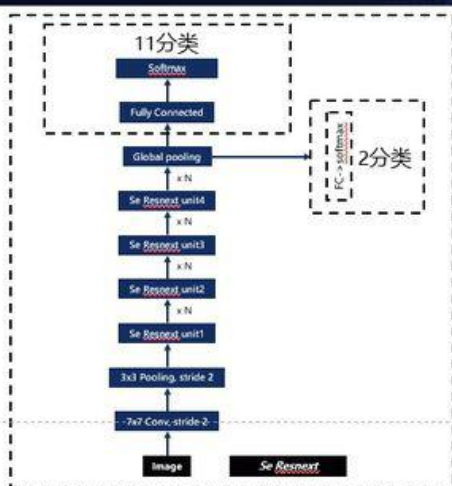 11分类
Softmax
Fully Connected
Global pooling
FC->softmax
2分类
x N
Se Resnext unit4
x N
Se Resnext unit3
x N
Se Resnext unit2
x N
Se Resnext unit1
3x3 Pooling, stride 2
7x7 Conv, stride 2
Image
Se Resnext